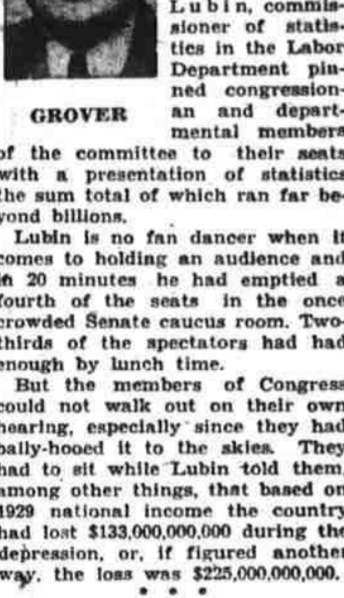 Lubin, commis-
sioner of statis-
tics in the Labor
Department pin-
ned congression-
an and depart-
mental members
GROVER
of the committee to their seats
with a presentation of statistics
the sum total of which ran far be-
yond billions.
Lubin is no fan dancer when it
comes to holding an audience and
in 20 minutes he had emptied a
fourth of the seats in the once
crowded Senate caucus room. Two-
thirds of the spectators had had
enough by lunch time.
But the members of Congress
could not walk out on their own
hearing, especially since they had
bally-hooed it to the skies. They
had to sit while Lubin told them,
among other things, that based on
1929 national income the country
had lost $133,000,000,000 during the
depression, or, if figured another
way, the loss was $225,000,000,000.
* * *